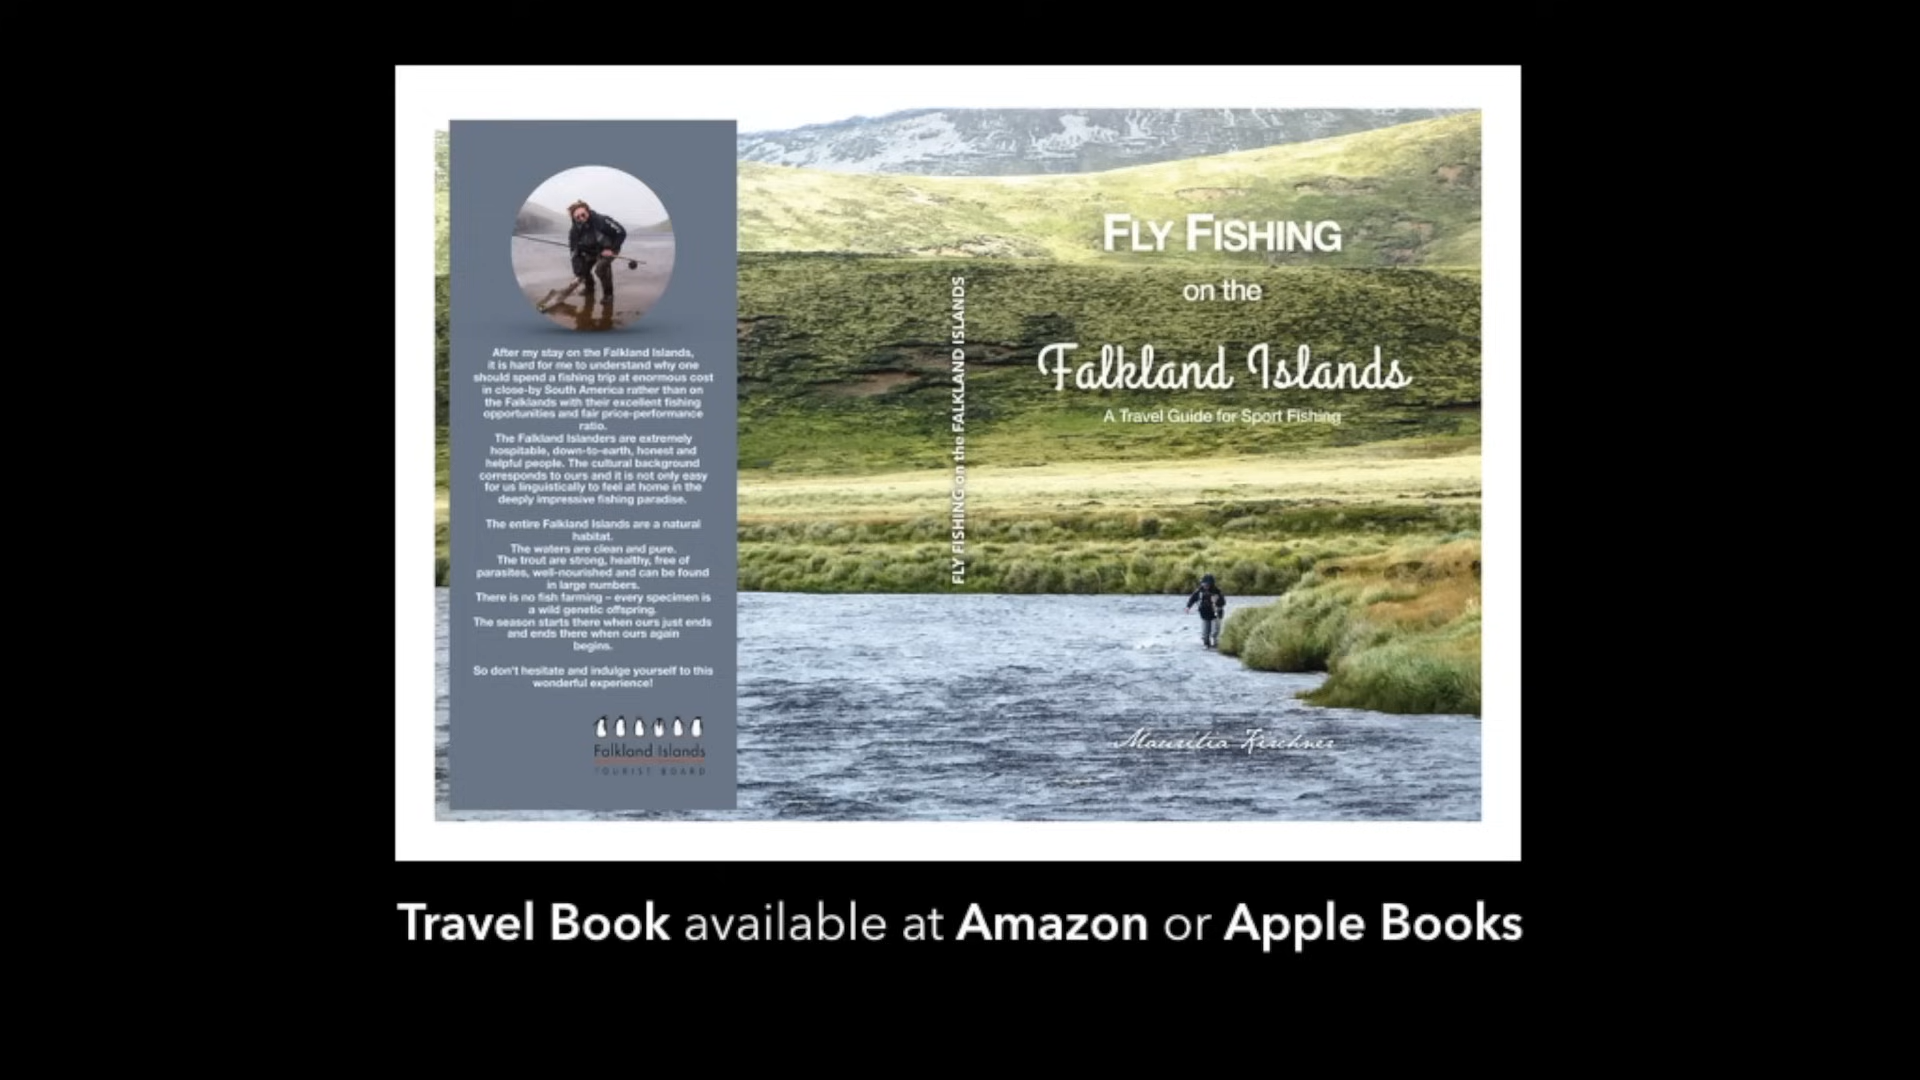 After my stay on the Falkland Islands,
it is hard for me to understand why one
should spend a fishing trip at enormous cost
in close-by South America rather than on
the Falklands with their excellent fishing
opportunities and fair price-performance
ratio.
The Falkland Islanders are extremely
hospitable, down-to-earth, honest and
helpful people. The cultural background
corresponds to ours and it is not only easy
for us linguistically to feel at home in the
deeply impressive fishing paradise.
The entire Falkland Islands are a natural
habitat.
The waters are clean and pure.
The trout are strong, healthy, free of
parasites, well-nourished and can be found
in large numbers.
There is no fish farming – every specimen is
a wild genetic offspring.
The season starts there when ours just ends
and ends there when ours again
begins.
So don't hesitate and indulge yourself to this
wonderful experience!
Falkland Islands
TOURIST BOARD
FLY FISHING on the FALKLAND ISLANDS
FLY FISHING
on the
Falkland Islands
A Travel Guide for Sport Fishing
Mauritia Kirchner
Travel Book available at Amazon or Apple Books